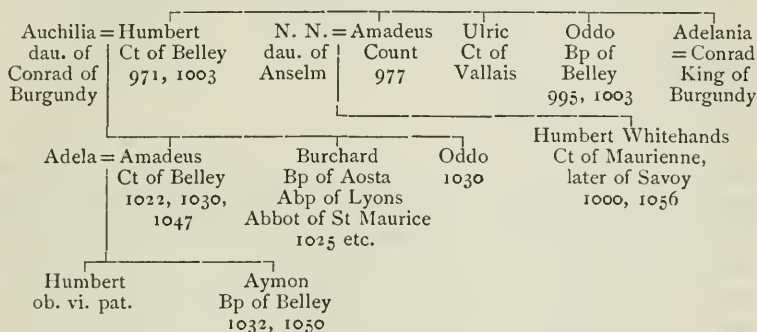 Auchilia = Humbert
dau. of Ct of Belley
Conrad of 971, 1003
Burgundy
N. N. = Amadeus
dau. of Count
Anselm 977
Ulric
Ct of
Vallais
Oddo
Bp of
Belley
995, 1003
Adelania
= Conrad
King of
Burgundy
Adela = Amadeus
Ct of Belley
1022, 1030,
1047
Burchard
Bp of Aosta
Abp of Lyons
Abbot of St Maurice
1025 etc.
Oddo
1030
Humbert Whitehands
Ct of Maurienne,
later of Savoy
1000, 1056
Humbert
ob. vi. pat.
Aymon
Bp of Belley
1032, 1050